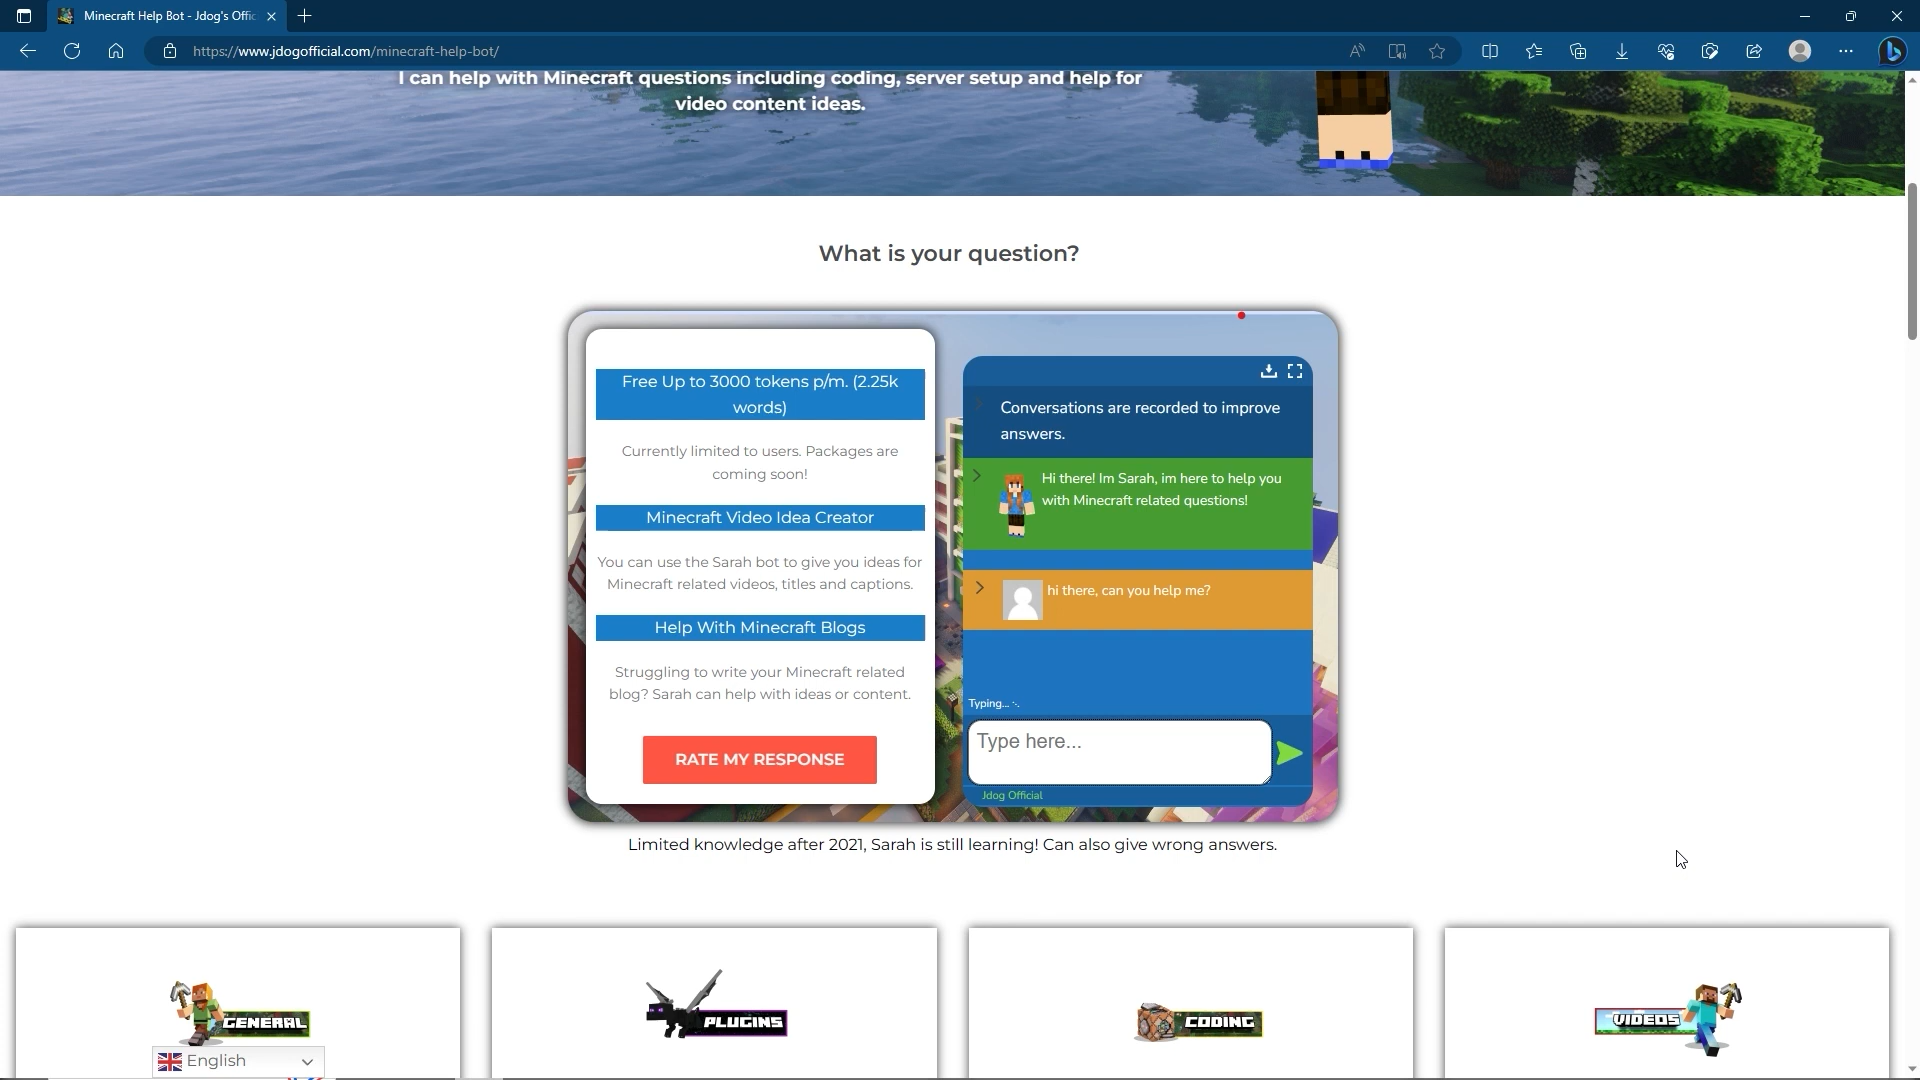 Minecraft Help Bot - Jdog's Offic
https://www.jdogofficial.com/minecraft-help-bot/
I can help with Minecraft questions including coding, server setup and help for
video content ideas.
What is your question?
Free Up to 3000 tokens p/m. (2.25k
words)
Currently limited to users. Packages are
coming soon!
Minecraft Video Idea Creator
You can use the Sarah bot to give you ideas for
Minecraft related videos, titles and captions.
Help With Minecraft Blogs
Struggling to write your Minecraft related
blog? Sarah can help with ideas or content.
RATE MY RESPONSE
Conversations are recorded to improve
answers.
Hi there! Im Sarah, im here to help you
with Minecraft related questions!
hi there, can you help me?
Typing...
Type here...
Jdog Official
Limited knowledge after 2021, Sarah is still learning! Can also give wrong answers.
GENERAL
PLUGINS
CODING
VIDEOS
English